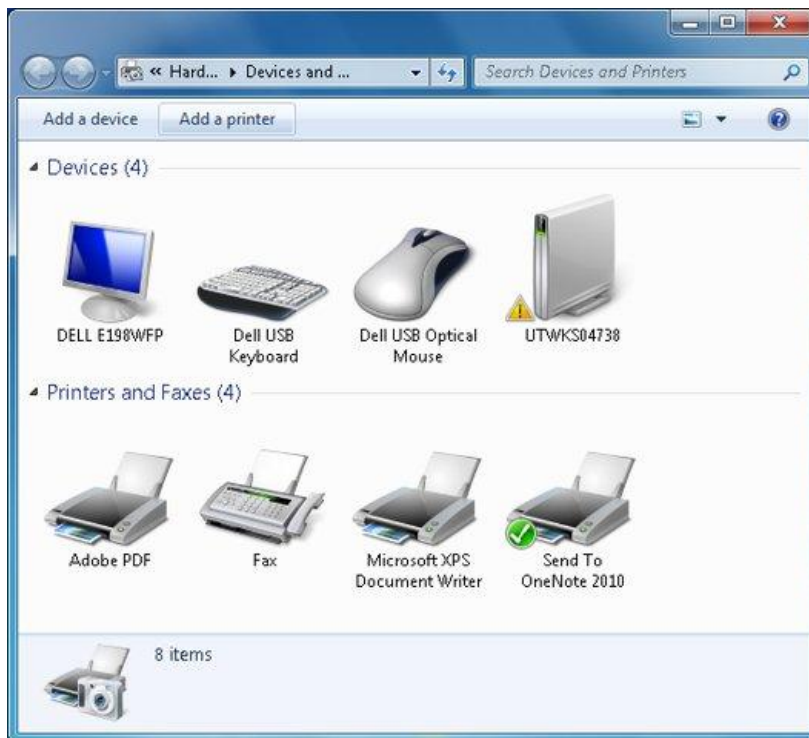 « Hard... ▸ Devices and ...
Search Devices and Printers
Add a device
Add a printer
Devices (4)
DELL E198WFP
Dell USB
Keyboard
Dell USB Optical
Mouse
UTWKS04738
Printers and Faxes (4)
Adobe PDF
Fax
Microsoft XPS
Document Writer
Send To
OneNote 2010
8 items